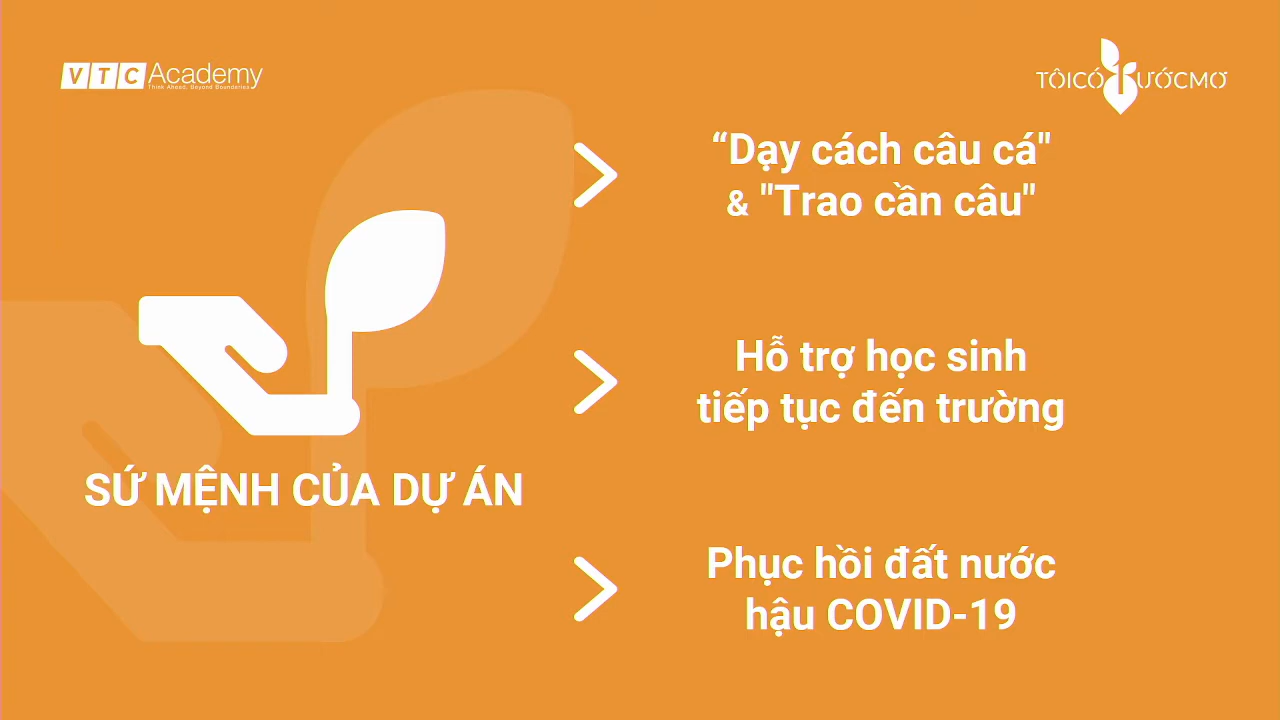 VTC Academy
Think Ahead. Beyond Boundaries
TÔI CÓ ƯỚC MƠ
“Dạy cách câu cá"
& "Trao cần câu"
Hỗ trợ học sinh
tiếp tục đến trường
SỨ MỆNH CỦA DỰ ÁN
Phục hồi đất nước
hậu COVID-19